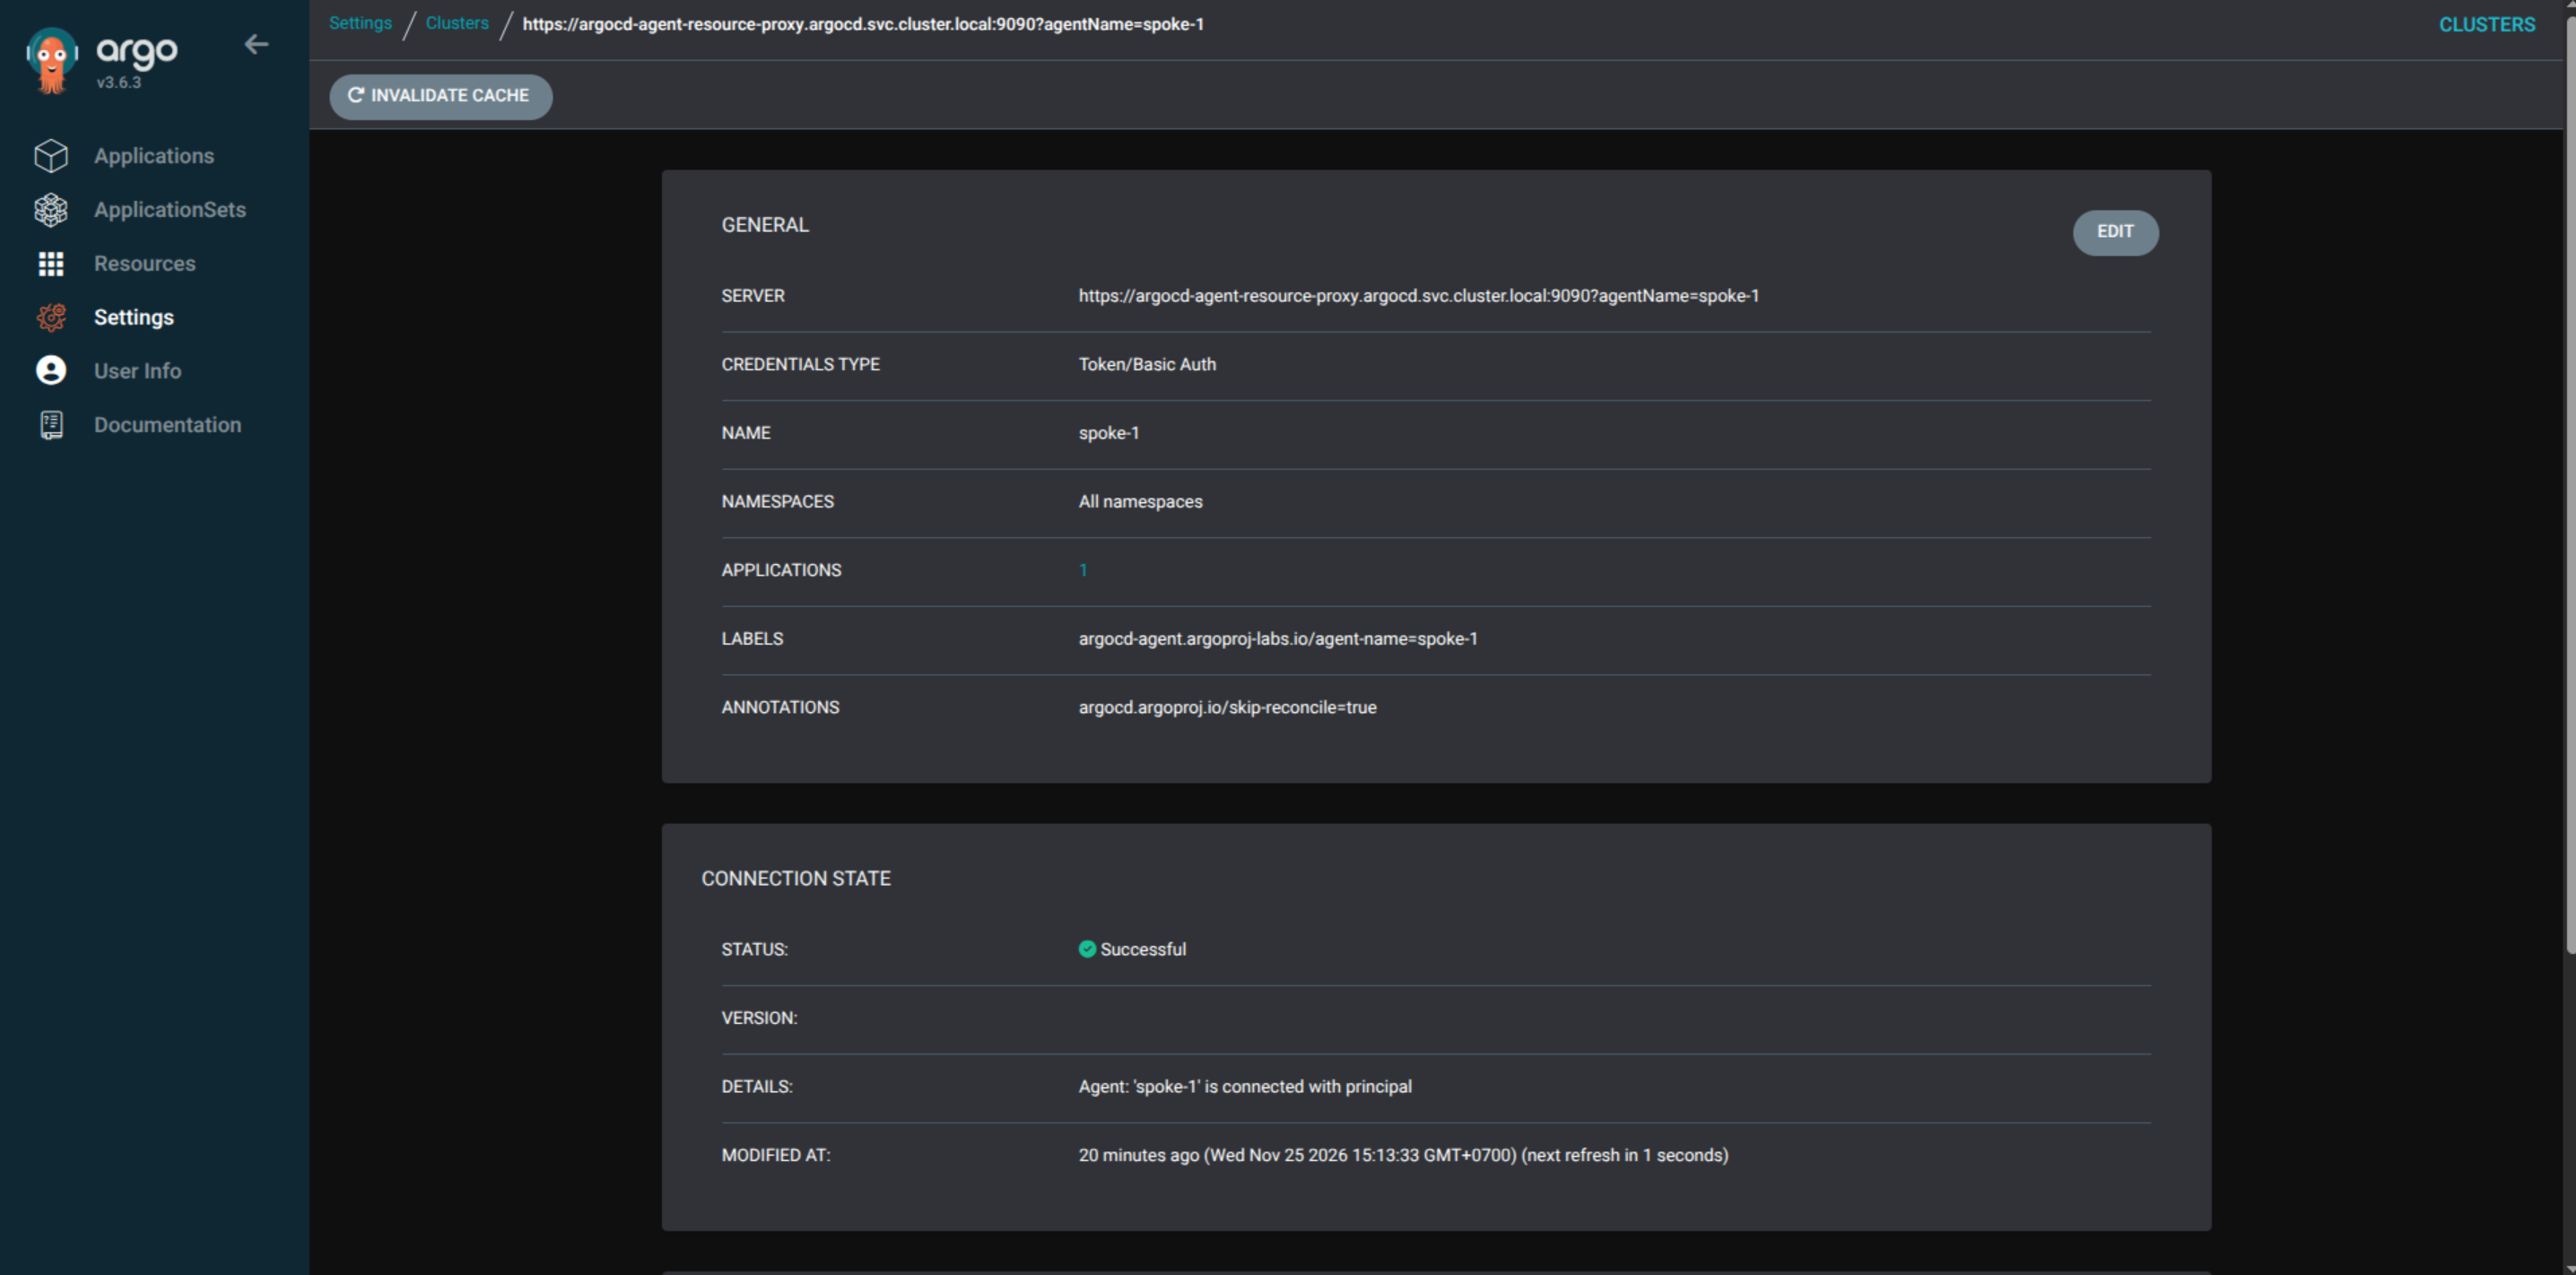 argo
v3.6.3
Applications
ApplicationSets
Resources
Settings
User Info
Documentation
Settings / Clusters / https://argocd-agent-resource-proxy.argocd.svc.cluster.local:9090?agentName=spoke-1
CLUSTERS
INVALIDATE CACHE
GENERAL
EDIT
SERVER https://argocd-agent-resource-proxy.argocd.svc.cluster.local:9090?agentName=spoke-1
CREDENTIALS TYPE Token/Basic Auth
NAME spoke-1
NAMESPACES All namespaces
APPLICATIONS 1
LABELS argocd-agent.argoproj-labs.io/agent-name=spoke-1
ANNOTATIONS argocd.argoproj.io/skip-reconcile=true
CONNECTION STATE
STATUS: Successful
VERSION:
DETAILS: Agent: 'spoke-1' is connected with principal
MODIFIED AT: 20 minutes ago (Wed Nov 25 2026 15:13:33 GMT+0700) (next refresh in 1 seconds)